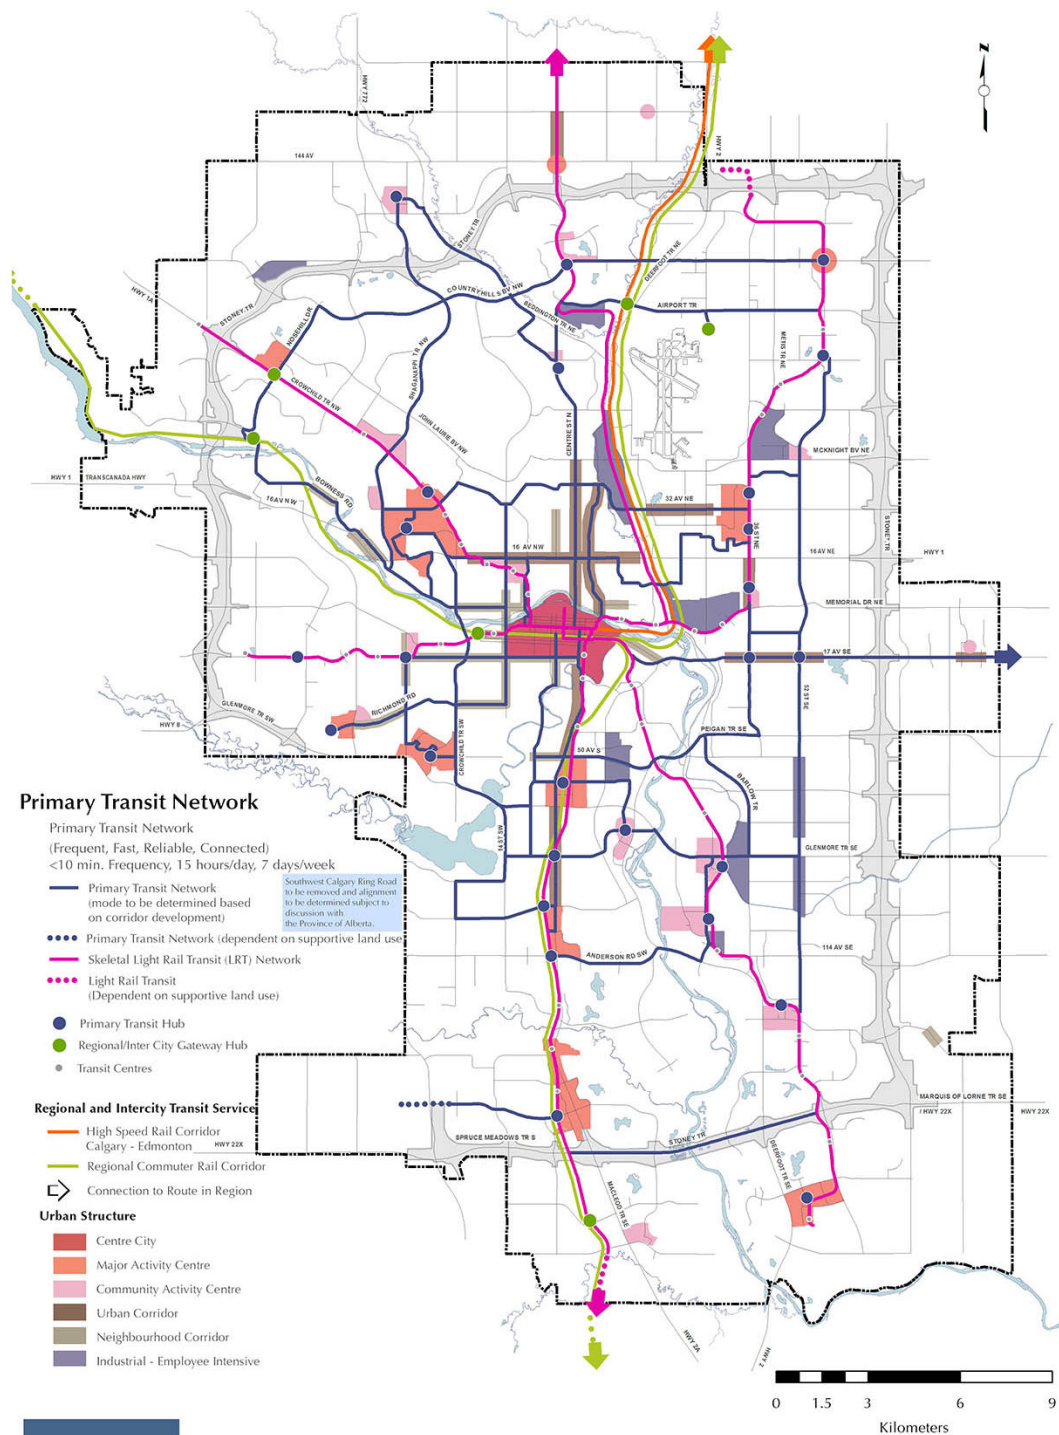 N
HWY 772
HWY 2
144 AV
STONEY TR
DEERFOOT TR NE
COUNTRY HILLS BV NW
HWY 1A
STONEY TR
NOSEHILL DR
BEDDINGTON TR NE
AIRPORT TR
METIS TR NE
SHAGANAPPI TR NW
CROWCHILD TR NW
JOHN LAURIE BV NW
CENTRE ST N
MCKNIGHT BV NE
HWY 1
TRANSCANADA HWY
BOWNESS RD
16AV NW
32 AV NE
36 ST NE
STONEY TR
16 AV NW
16 AV NE
HWY 1
MEMORIAL DR NE
17 AV SE
52 ST SE
GLENMORE TR SW
RICHMOND RD
HWY 8
CROWCHILD TR SW
PEIGAN TR SE
50 AV S
BARLOW TR
14 ST SW
GLENMORE TR SE
114 AV SE
ANDERSON RD SW
MARQUIS OF LORNE TR SE
/ HWY 22X
HWY 22X
STONEY TR
SPRUCE MEADOWS TR S
HWY 22X
DEERFOOT TR SE
MACLEOD TR SE
HWY 2A
HWY 2
Primary Transit Network
Primary Transit Network
(Frequent, Fast, Reliable, Connected)
<10 min. Frequency, 15 hours/day, 7 days/week
Primary Transit Network
(mode to be determined based
on corridor development)
Southwest Calgary Ring Road
to be removed and alignment
to be determined subject to
discussion with
the Province of Alberta.
Primary Transit Network (dependent on supportive land use
Skeletal Light Rail Transit (LRT) Network
Light Rail Transit
(Dependent on supportive land use)
Primary Transit Hub
Regional/Inter City Gateway Hub
Transit Centres
Regional and Intercity Transit Service
High Speed Rail Corridor
Calgary - Edmonton
Regional Commuter Rail Corridor
Connection to Route in Region
Urban Structure
Centre City
Major Activity Centre
Community Activity Centre
Urban Corridor
Neighbourhood Corridor
Industrial - Employee Intensive
0 1.5 3 6 9
Kilometers